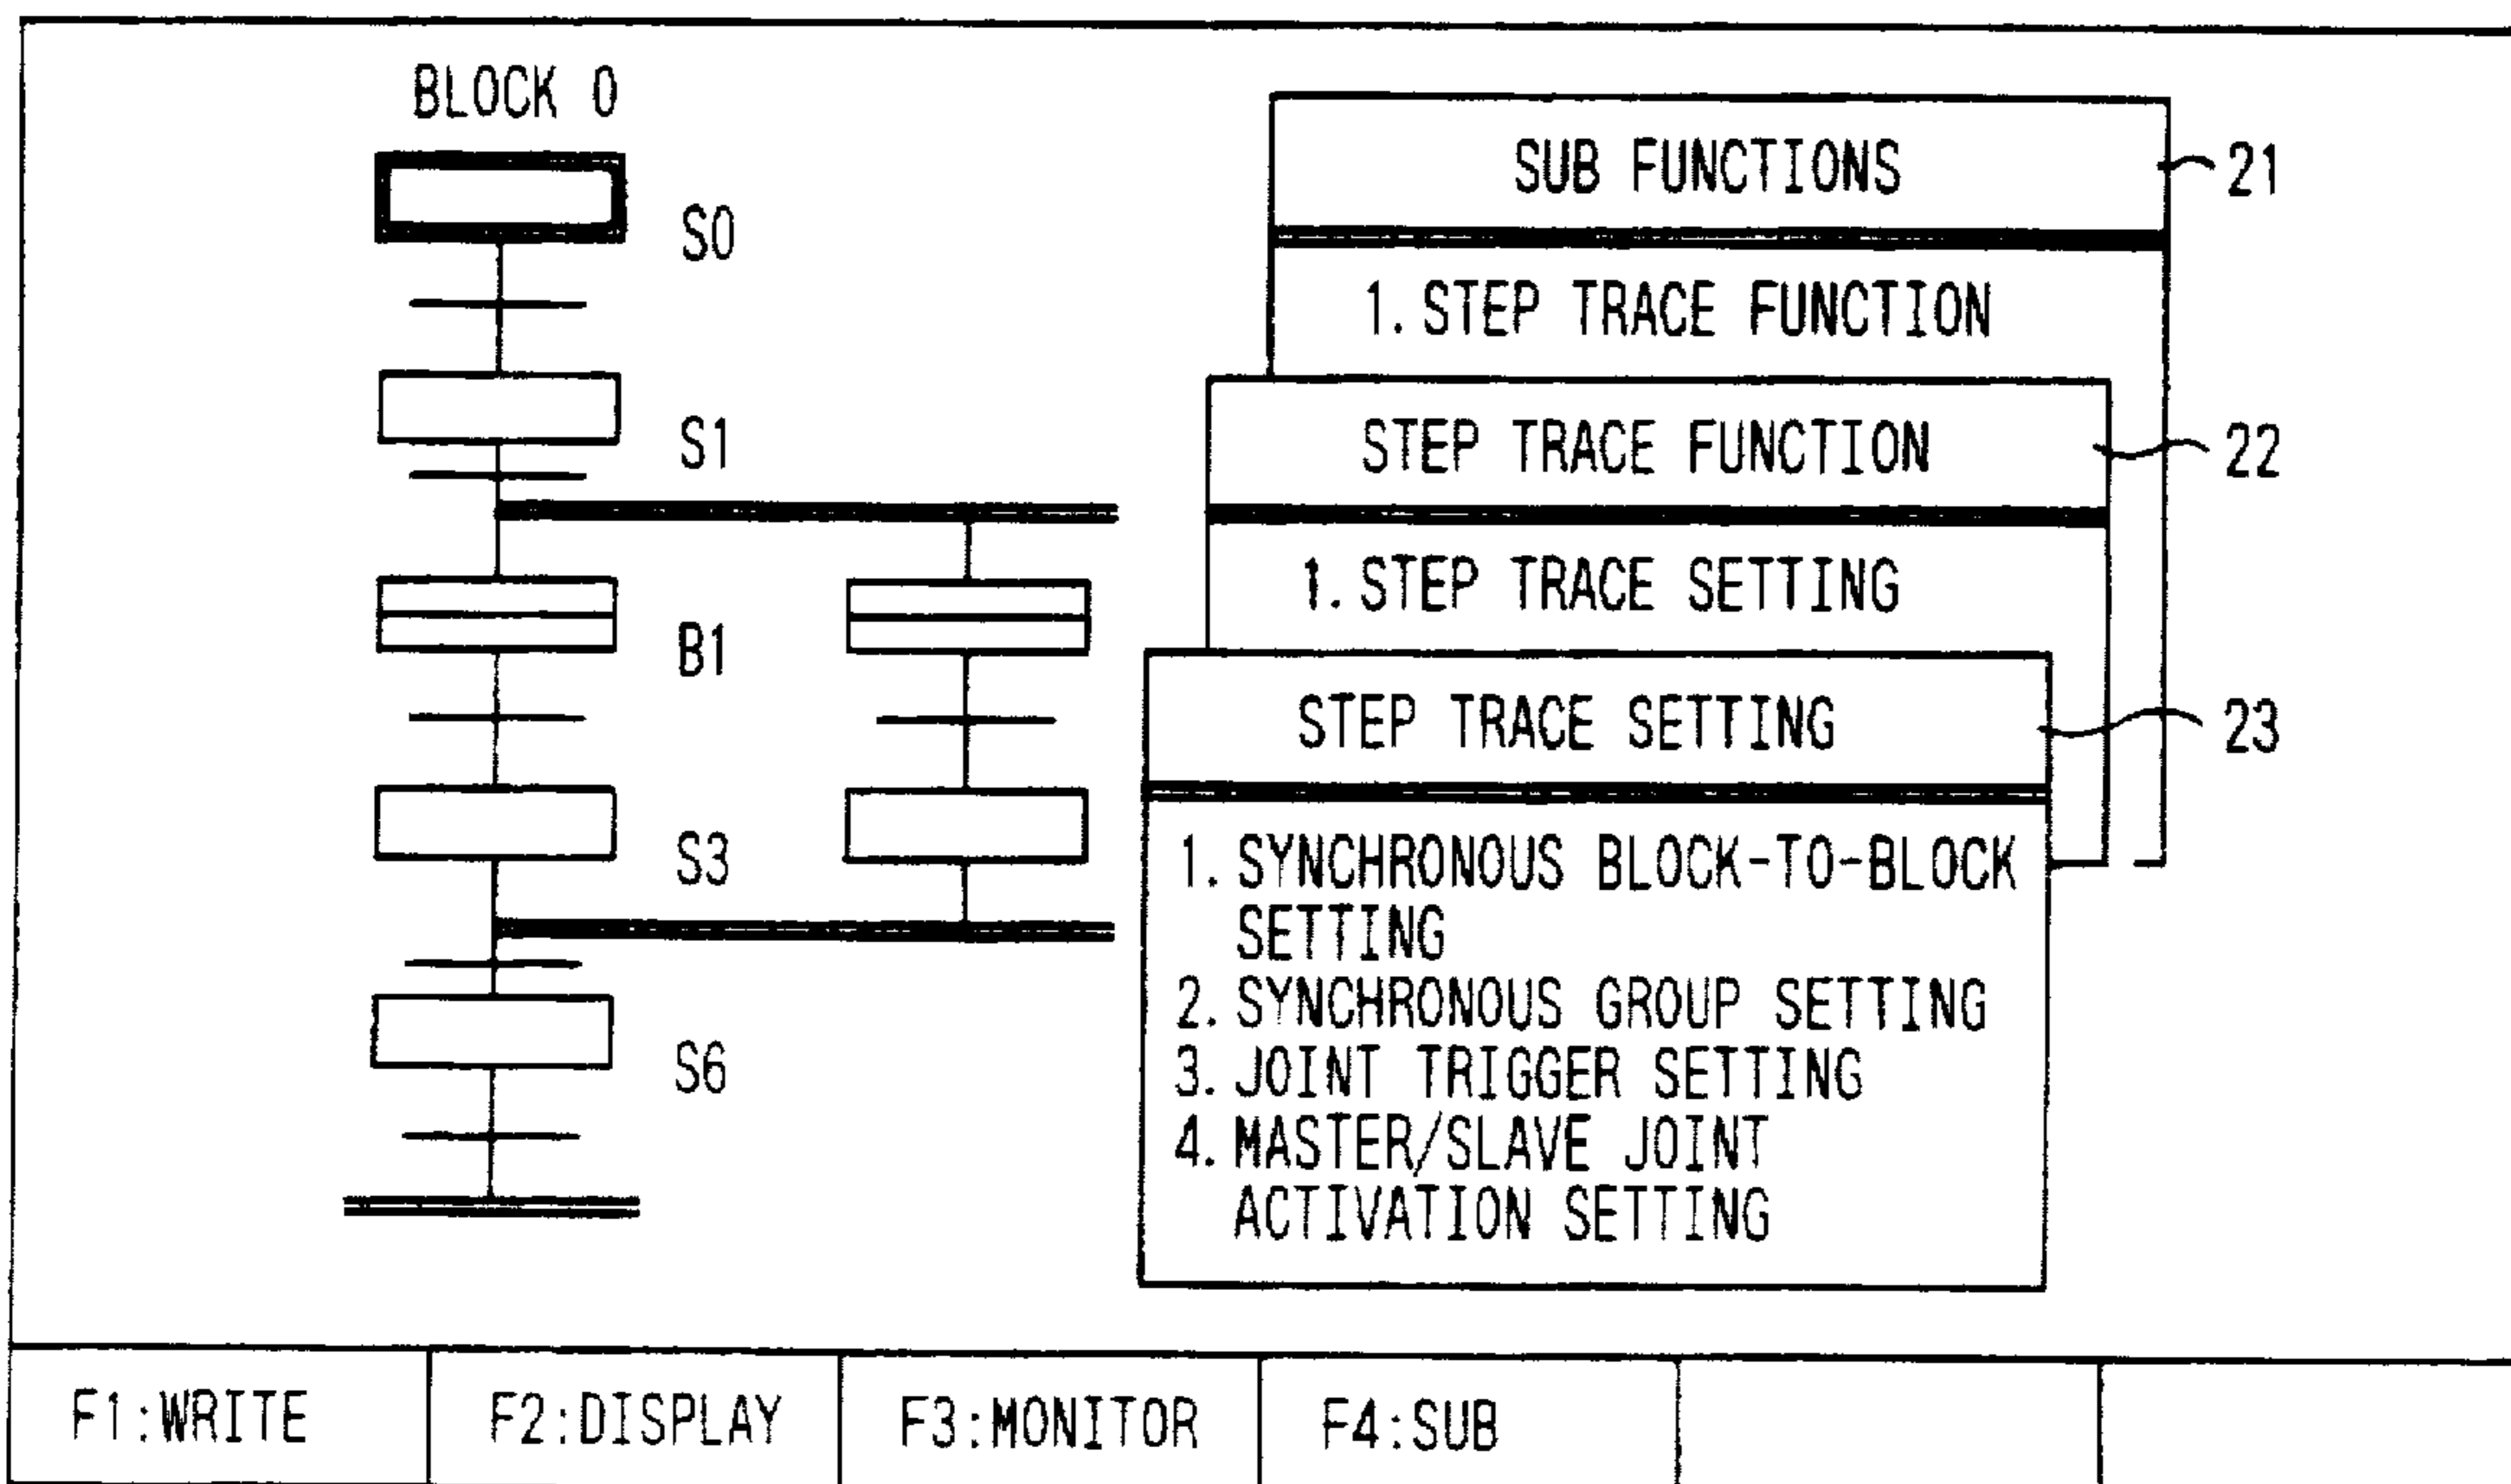 BLOCK 0
S0
S1
B1
S3
S6
SUB FUNCTIONS
21
1. STEP TRACE FUNCTION
STEP TRACE FUNCTION
22
1. STEP TRACE SETTING
STEP TRACE SETTING
23
1. SYNCHRONOUS BLOCK-TO-BLOCK
SETTING
2. SYNCHRONOUS GROUP SETTING
3. JOINT TRIGGER SETTING
4. MASTER/SLAVE JOINT
ACTIVATION SETTING
F1:WRITE
F2:DISPLAY
F3:MONITOR
F4:SUB